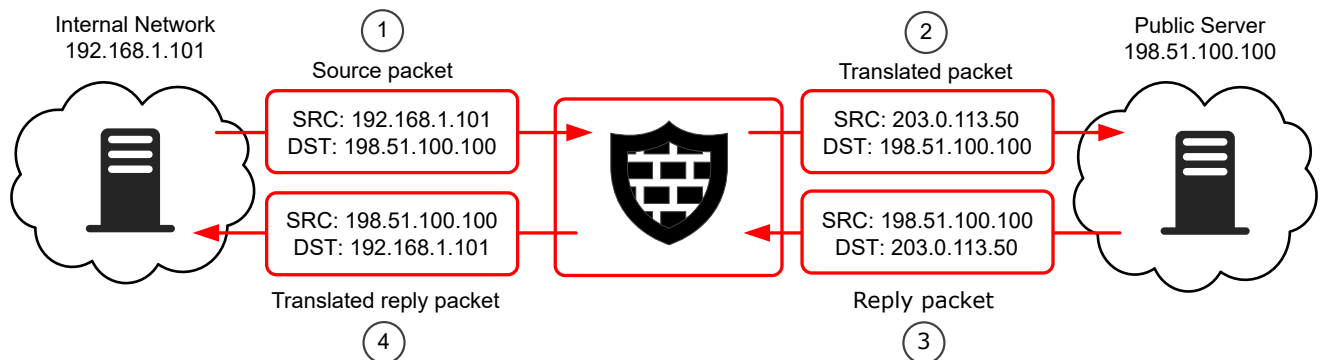 Internal Network
192.168.1.101
1
Source packet
SRC: 192.168.1.101
DST: 198.51.100.100
2
Translated packet
SRC: 203.0.113.50
DST: 198.51.100.100
Public Server
198.51.100.100
SRC: 198.51.100.100
DST: 192.168.1.101
Translated reply packet
4
SRC: 198.51.100.100
DST: 203.0.113.50
Reply packet
3